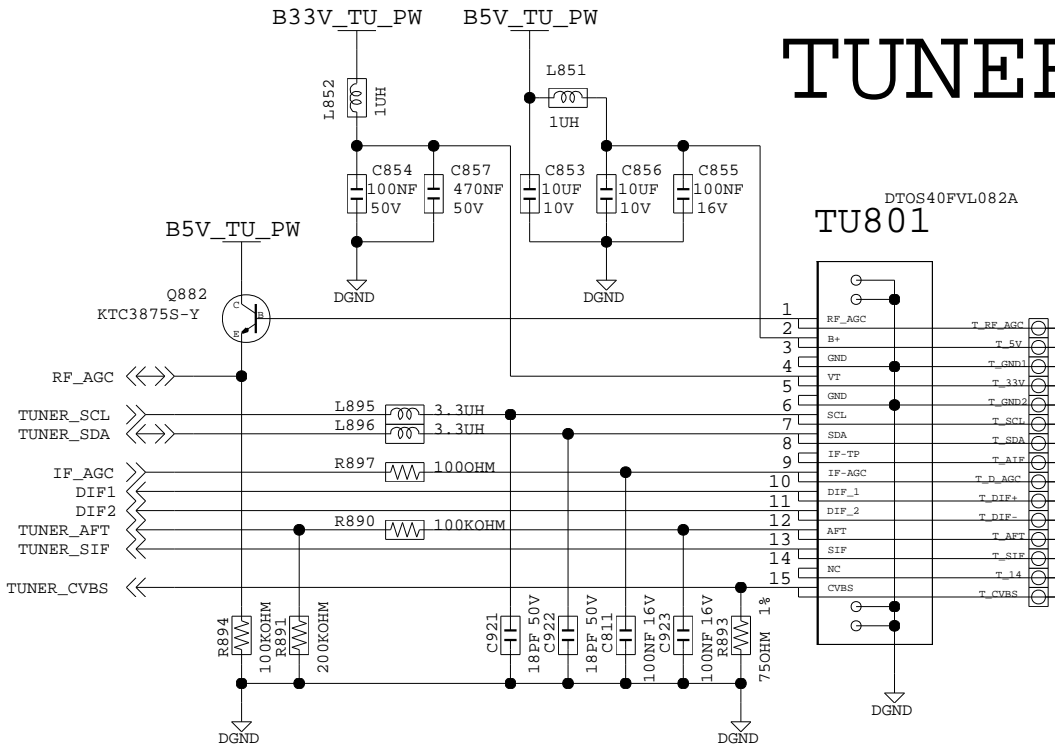 B33V_TU_PW B5V_TU_PW
TUNER
L852
1UH
L851
1UH
C854
100NF
50V
C857
470NF
50V
C853
10UF
10V
C856
10UF
10V
C855
100NF
16V
DTOS40FVL082A
TU801
B5V_TU_PW
Q882
KTC3875S-Y
C
B
E
DGND
DGND
RF_AGC
TUNER_SCL
TUNER_SDA
IF_AGC
DIF1
DIF2
TUNER_AFT
TUNER_SIF
TUNER_CVBS
L895 3.3UH
L896 3.3UH
R897 100OHM
R890 100KOHM
1 RF_AGC
2 B+
3 GND
4 VT
5 GND
6 SCL
7 SDA
8 IF-TP
9 IF-AGC
10 DIF_1
11 DIF_2
12 AFT
13 SIF
14 NC
15 CVBS
T_RF_AGC
T_5V
T_GND1
T_33V
T_GND2
T_SCL
T_SDA
T_AIF
T_D_AGC
T_DIF+
T_DIF-
T_AFT
T_SIF
T_14
T_CVBS
R894
100KOHM
R891
200KOHM
C921
18PF 50V
C922
18PF 50V
C811
100NF 16V
C923
100NF 16V
R893
75OHM 1%
DGND
DGND
DGND